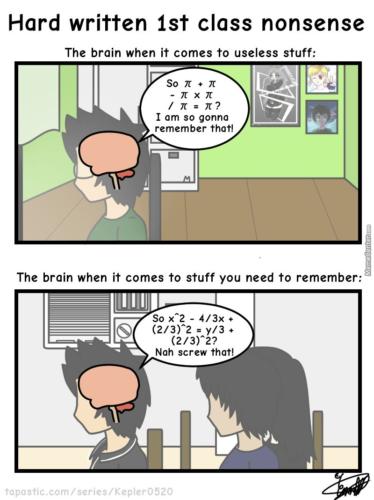 Hard written 1st class nonsense
The brain when it comes to useless stuff:
So π + π
- π x π
/ π = π?
I am so gonna
remember that!
The brain when it comes to stuff you need to remember:
So x^2 - 4/3x +
(2/3)^2 = y/3 +
(2/3)^2?
Nah screw that!
tapastic.com/series/Kepler0520